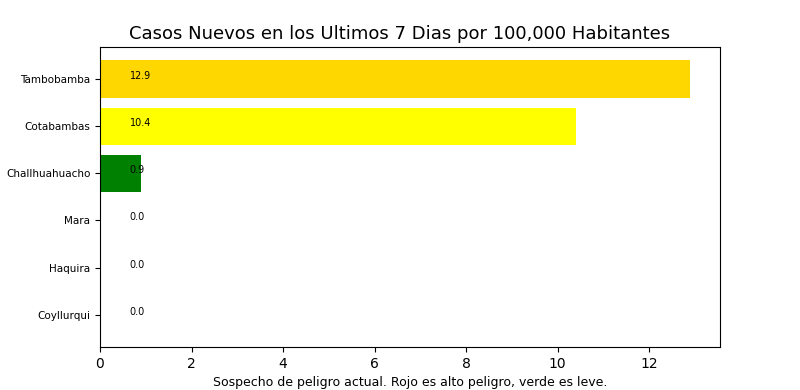 Casos Nuevos en los Ultimos 7 Dias por 100,000 Habitantes
Tambobamba 12.9
Cotabambas 10.4
Challhuahuacho 0.9
Mara 0.0
Haquira 0.0
Coyllurqui 0.0
0 2 4 6 8 10 12
Sospecho de peligro actual. Rojo es alto peligro, verde es leve.